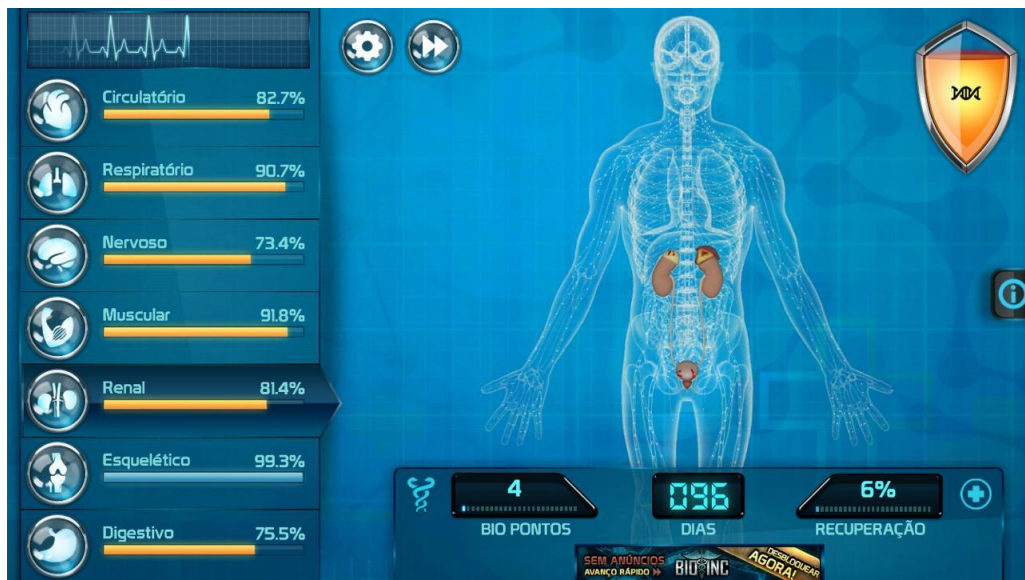 Circulatório 82.7%
Respiratório 90.7%
Nervoso 73.4%
Muscular 91.8%
Renal 81.4%
Esquelético 99.3%
Digestivo 75.5%
4
BIO PONTOS
096
DIAS
6%
RECUPERAÇÃO
SEM ANÚNCIOS
AVANÇO RÁPIDO
BIO INC
DESBLOQUEAR
AGORA!